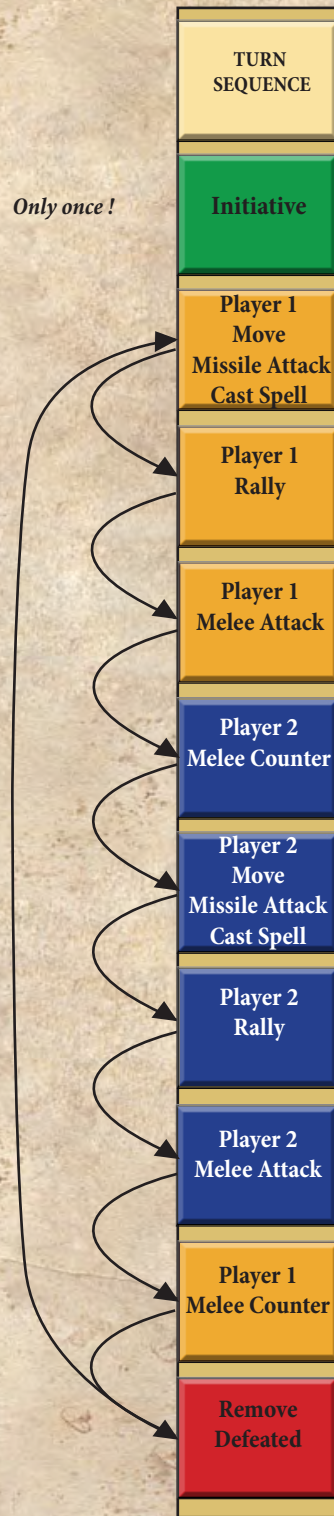 TURN
SEQUENCE
Only once !
Initiative
Player 1
Move
Missile Attack
Cast Spell
Player 1
Rally
Player 1
Melee Attack
Player 2
Melee Counter
Player 2
Move
Missile Attack
Cast Spell
Player 2
Rally
Player 2
Melee Attack
Player 1
Melee Counter
Remove
Defeated